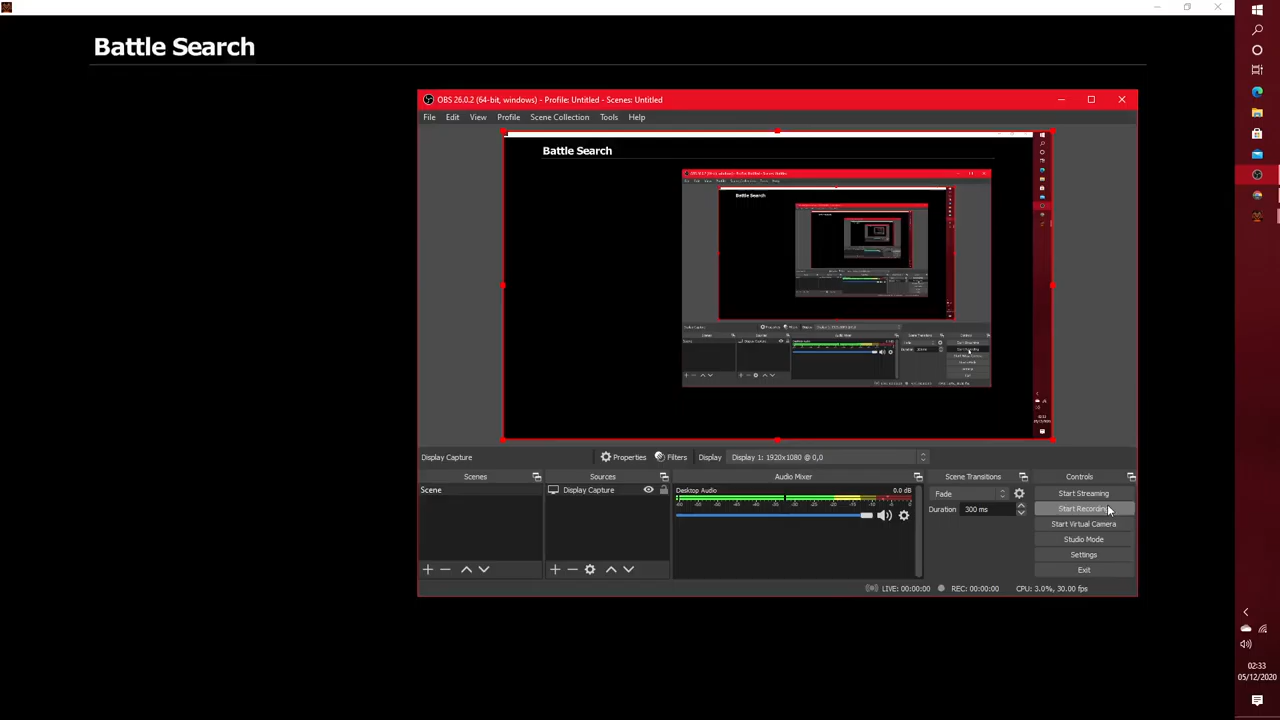 Battle Search
OBS 26.0.2 (64-bit, windows) - Profile: Untitled - Scenes: Untitled
File Edit View Profile Scene Collection Tools Help
Battle Search
Battle Search
Display Capture Properties Filters Display Display 1: 1920x1080 @ 0,0
Scenes Sources Audio Mixer Scene Transitions Controls
Scene
Display Capture
Desktop Audio 0.0 dB
Fade
Duration 300 ms
Start Streaming
Start Recording
Start Virtual Camera
Studio Mode
Settings
Exit
LIVE: 00:00:00 REC: 00:00:00 CPU: 3.0%, 30.00 fps
02:33
05/12/2020